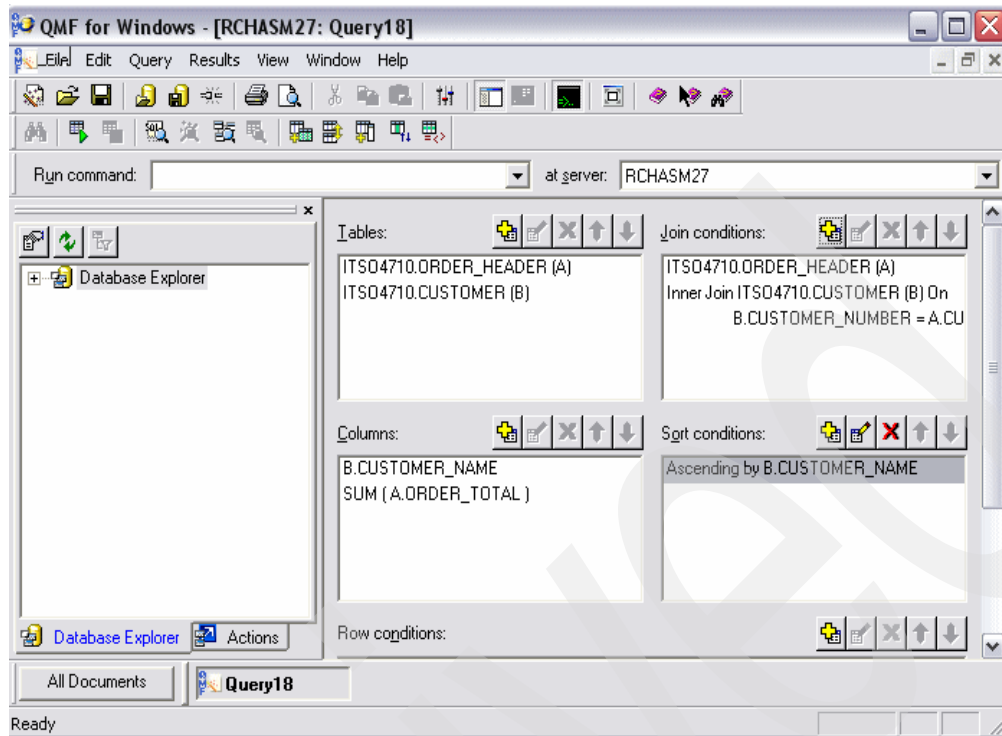 QMF for Windows - [RCHASM27: Query18]
File Edit Query Results View Window Help
Run command: at server: RCHASM27
Database Explorer
Tables:
ITSO4710.ORDER_HEADER (A)
ITSO4710.CUSTOMER (B)
Join conditions:
ITSO4710.ORDER_HEADER (A)
Inner Join ITSO4710.CUSTOMER (B) On
B.CUSTOMER_NUMBER = A.CU
Columns:
B.CUSTOMER_NAME
SUM ( A.ORDER_TOTAL )
Sort conditions:
Ascending by B.CUSTOMER_NAME
Row conditions:
Database Explorer Actions
All Documents Query18
Ready